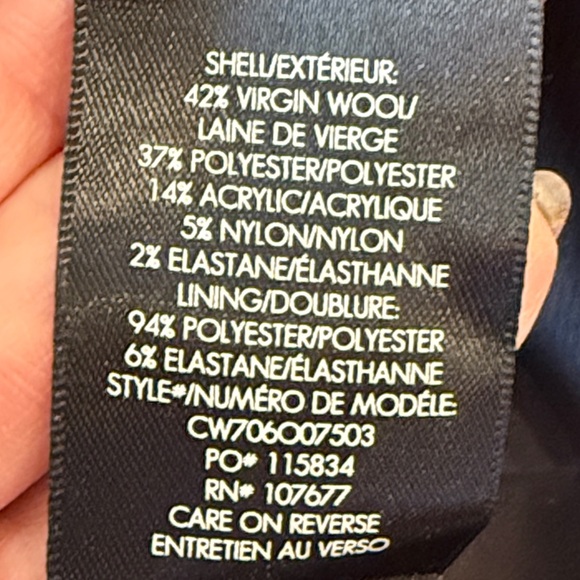 SHELL/EXTÉRIEUR:
42% VIRGIN WOOL/
LAINE DE VIERGE
37% POLYESTER/POLYESTER
14% ACRYLIC/ACRYLIQUE
5% NYLON/NYLON
2% ELASTANE/ÉLASTHANNE
LINING/DOUBLURE:
94% POLYESTER/POLYESTER
6% ELASTANE/ÉLASTHANNE
STYLE#/NUMÉRO DE MODÉLE:
CW706O07503
PO# 115834
RN# 107677
CARE ON REVERSE
ENTRETIEN AU VERSO